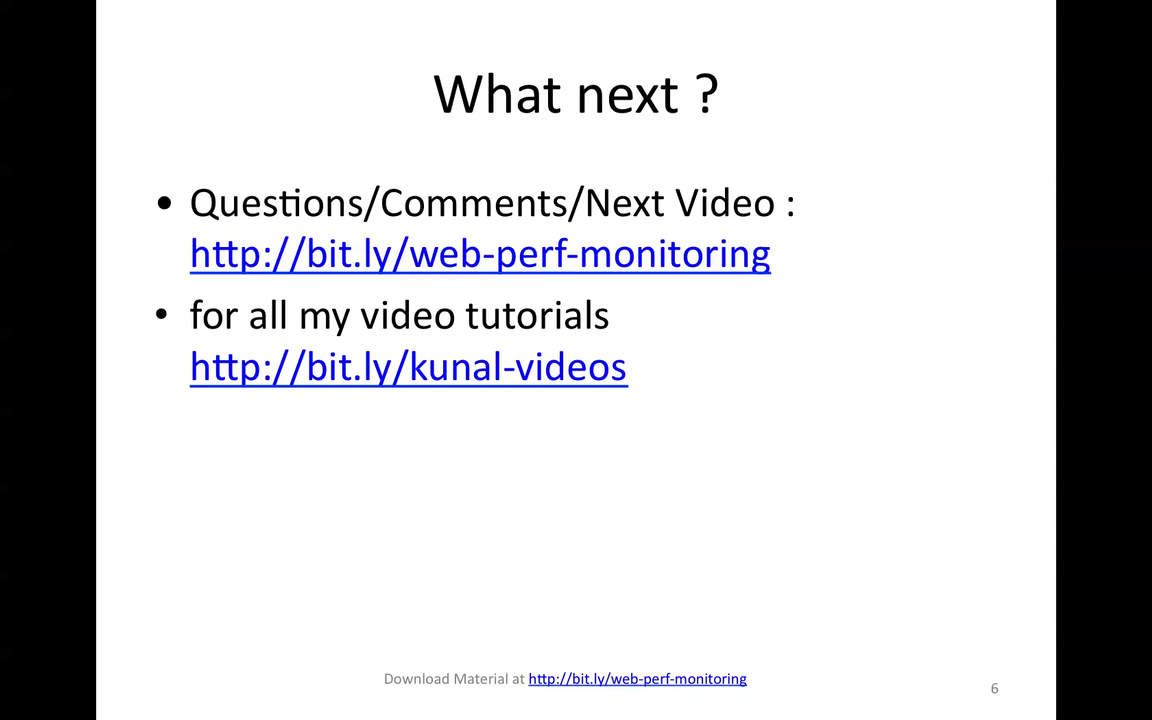 What next ?
• Questions/Comments/Next Video :
http://bit.ly/web-perf-monitoring
• for all my video tutorials
http://bit.ly/kunal-videos
Download Material at http://bit.ly/web-perf-monitoring
6